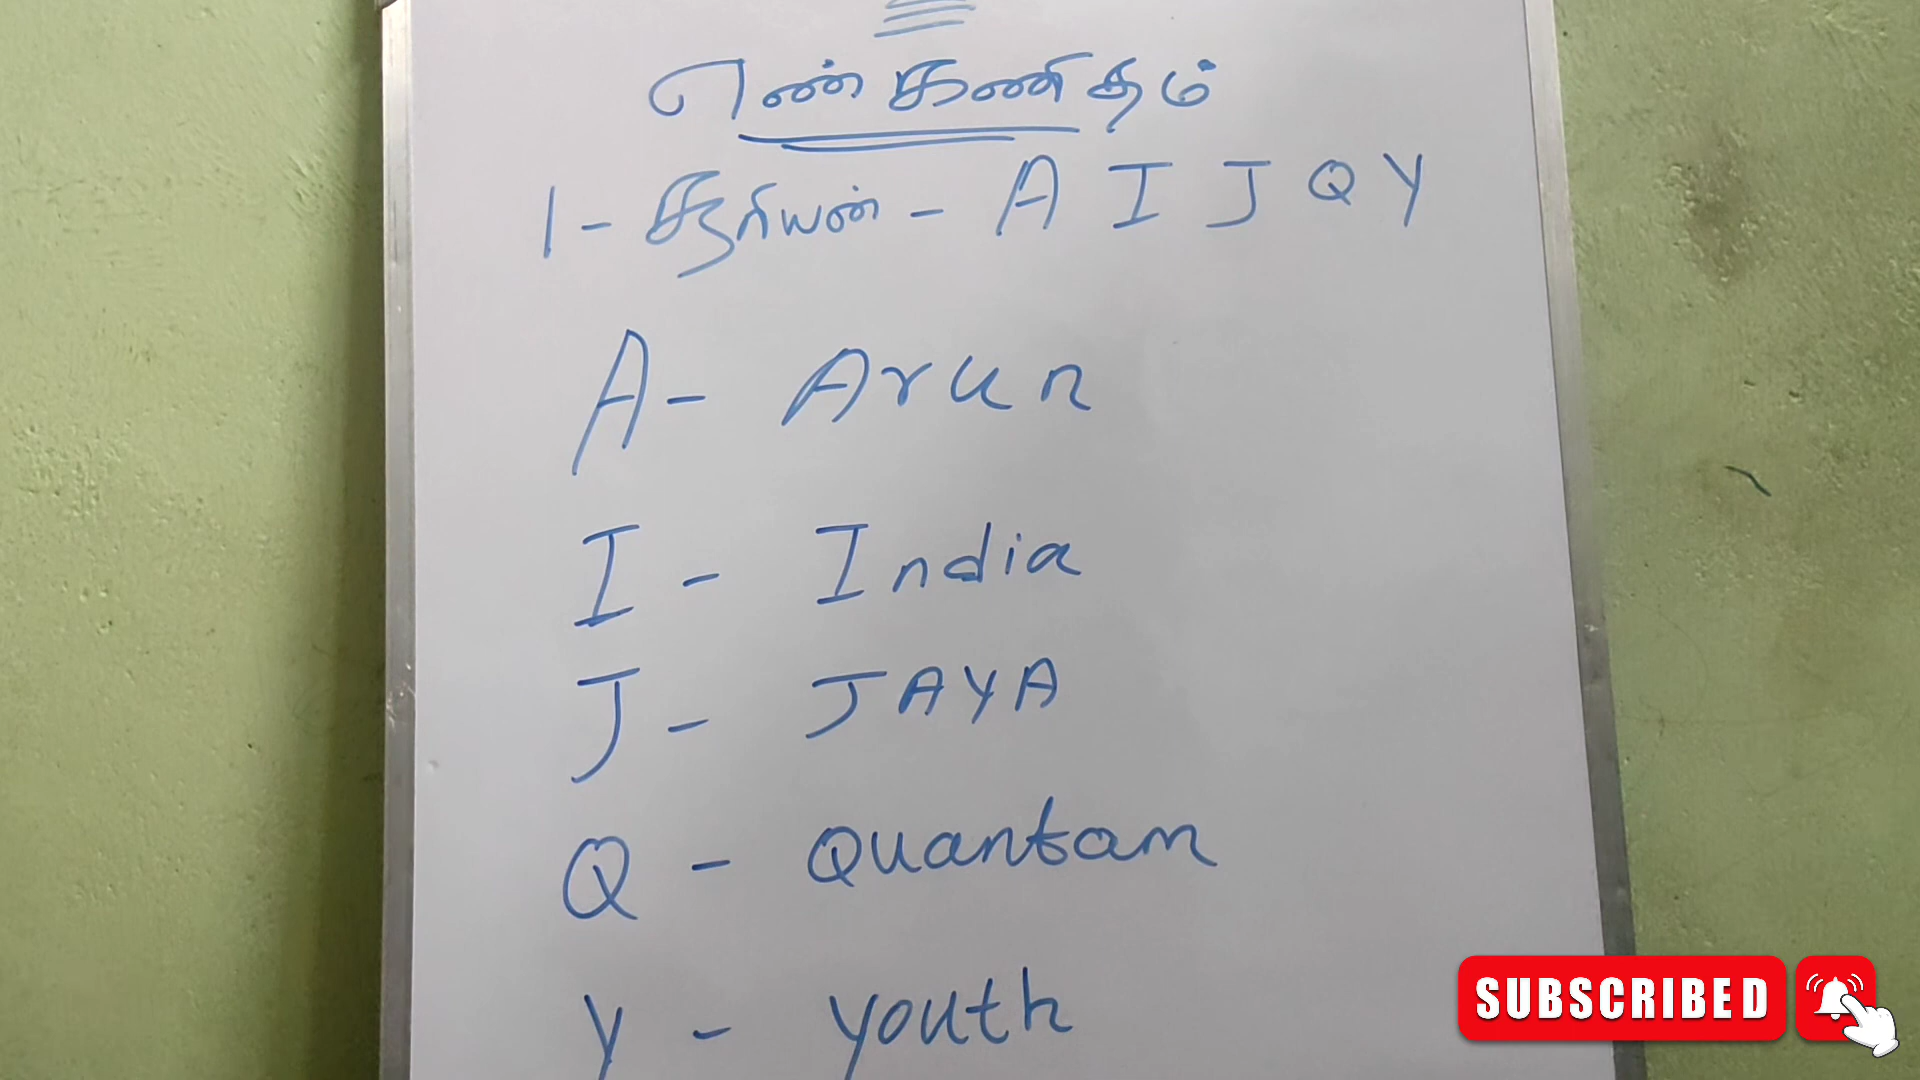 எண்கணிதம்
1 - சூரியன் - A I J Q Y
A - Arun
I - India
J - JAYA
Q - Quantam
Y - Youth
SUBSCRIBED